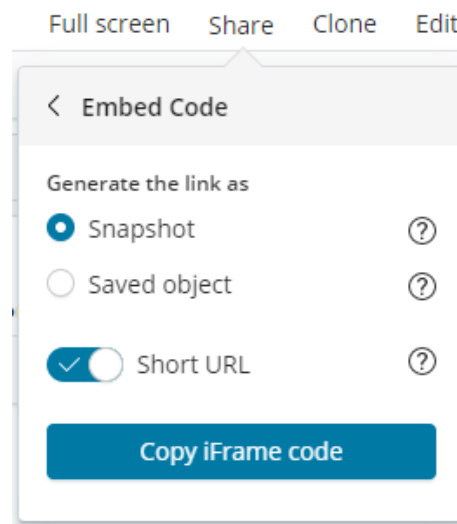 Full screen Share Clone Edit
Embed Code
Generate the link as
Snapshot
Saved object
Short URL
Copy iFrame code